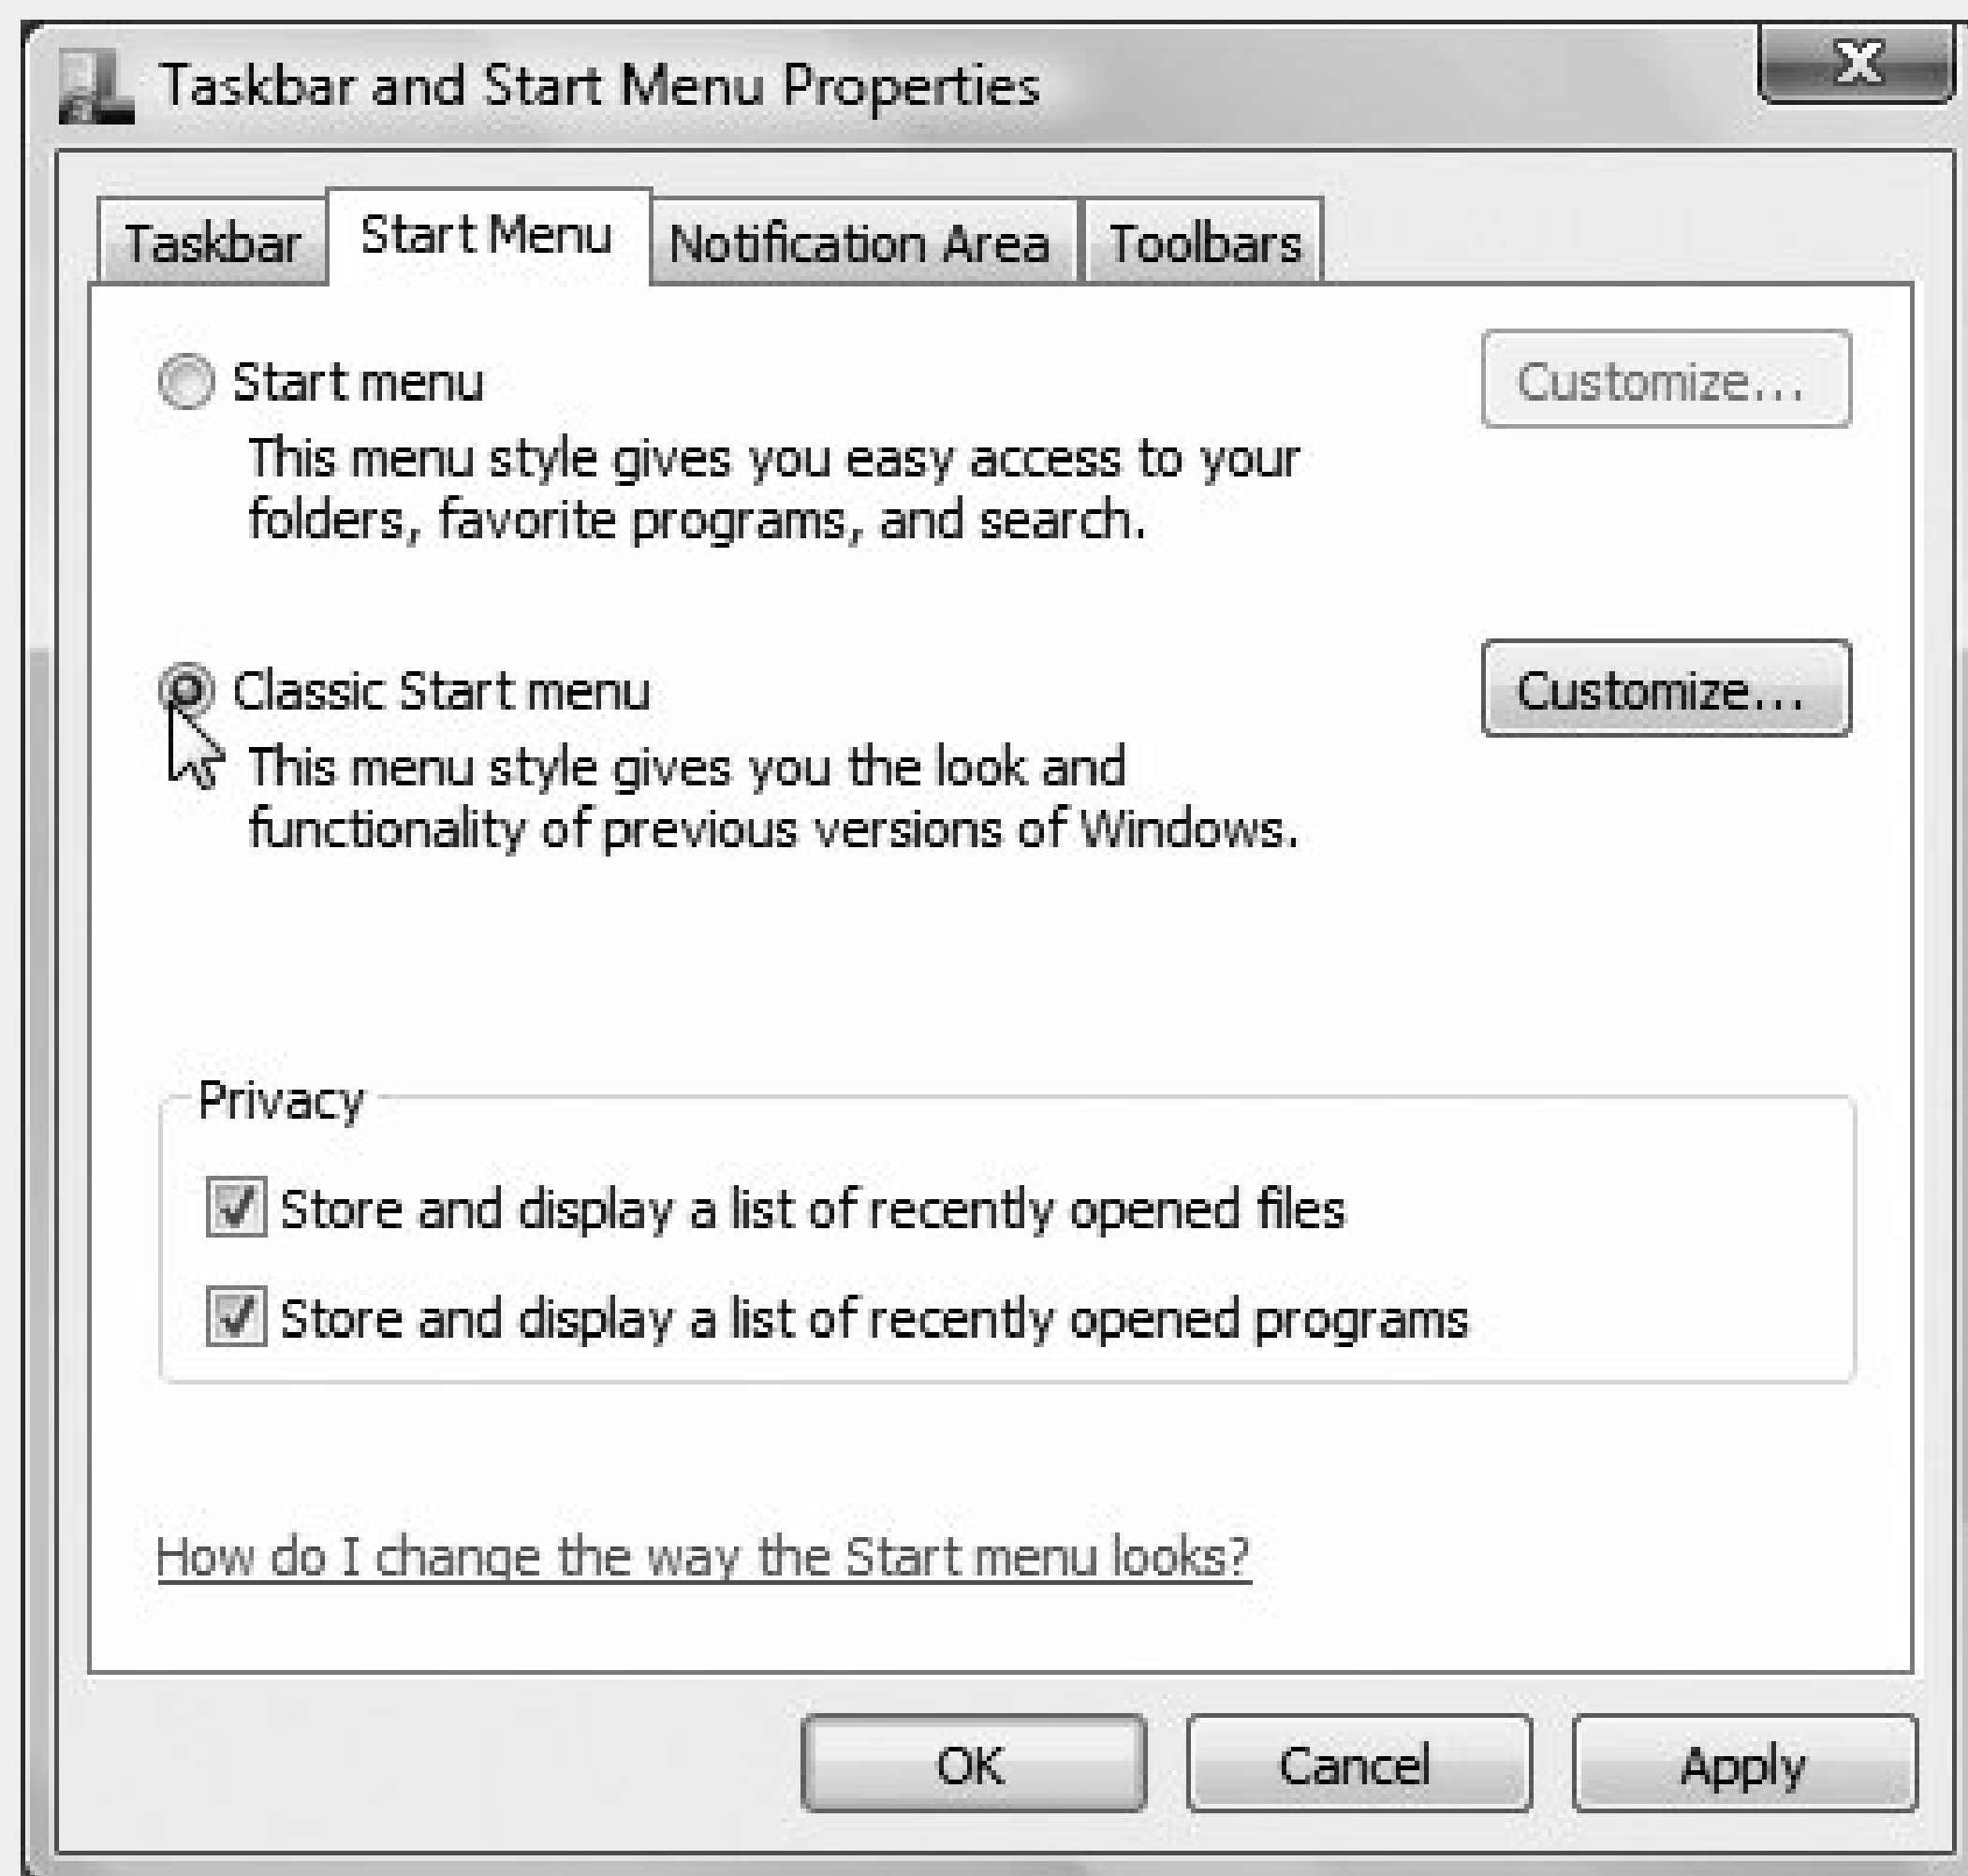 Taskbar and Start Menu Properties
Taskbar
Start Menu
Notification Area
Toolbars
Start menu
Customize...
This menu style gives you easy access to your
folders, favorite programs, and search.
Classic Start menu
Customize...
This menu style gives you the look and
functionality of previous versions of Windows.
Privacy
Store and display a list of recently opened files
Store and display a list of recently opened programs
How do I change the way the Start menu looks?
OK
Cancel
Apply